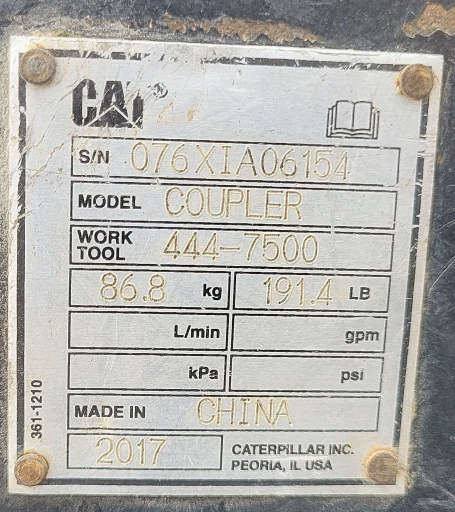 CAT®
S/N 076XIA06154
MODEL COUPLER
WORK TOOL 444-7500
86.8 kg 191.4 LB
L/min gpm
kPa psi
MADE IN CHINA
2017 CATERPILLAR INC.
PEORIA, IL USA
361-1210